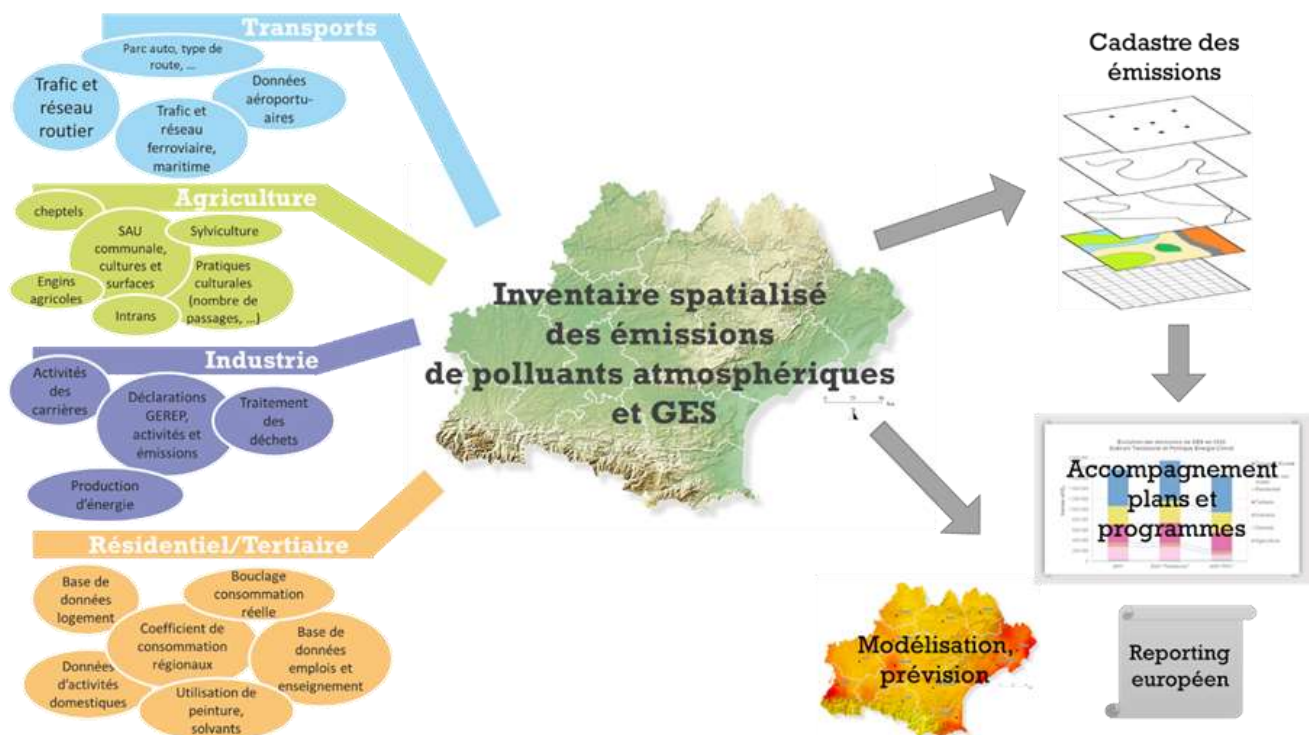 Transports
Parc auto, type de
route, ...
Trafic et
réseau
routier
Données
aéroportu-
aires
Trafic et
réseau
ferroviaire,
maritime
Agriculture
cheptels
SAU
communale,
cultures et
surfaces
Sylviculture
Engins
agricoles
Pratiques
culturales
(nombre de
passages, ...)
Intrans
Industrie
Activités
des
carrières
Déclarations
GEREP,
activités et
émissions
Traitement
des
déchets
Production
d'énergie
Résidentiel/Tertiaire
Base de
données
logement
Bouclage
consommation
réelle
Coefficient de
consommation
régionaux
Base de
données
emplois et
enseignement
Données
d'activités
domestiques
Utilisation de
peinture,
solvants
Inventaire spatialisé
des émissions
de polluants atmosphériques
et GES
Cadastre des
émissions
Accompagnement
plans et
programmes
Modélisation,
prévision
Reporting
européen